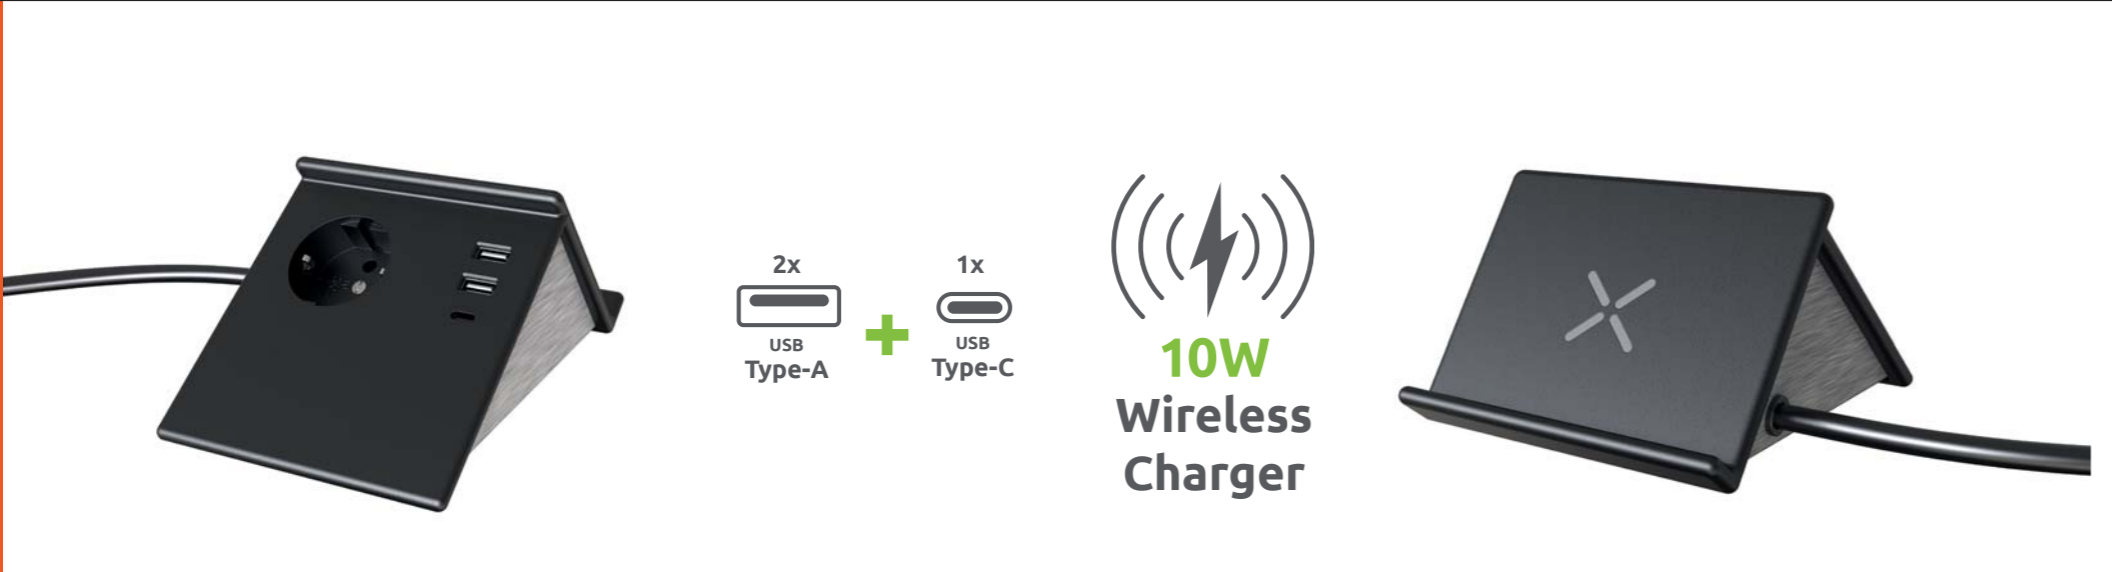 2x
USB
Type-A
1x
USB
Type-C
10W
Wireless
Charger